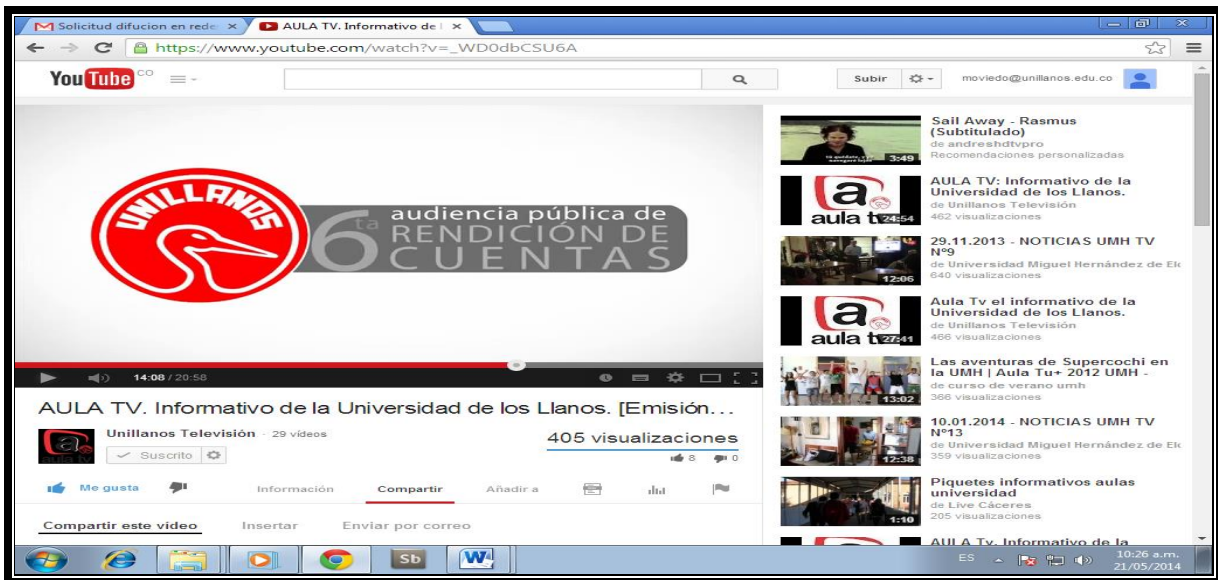 Solicitud difucion en rede
AULA TV. Informativo de l
https://www.youtube.com/watch?v=_WD0dbCSU6A
YouTube CO
Subir
moviedo@unillanos.edu.co
UNILLANOS
6ta audiencia pública de
RENDICIÓN DE
CUENTAS
14:08 / 20:58
AULA TV. Informativo de la Universidad de los Llanos. [Emisión...
Unillanos Televisión · 29 vídeos
Suscrito
405 visualizaciones
8 0
a
aula tv
Me gusta
Información
Compartir
Añadir a
Compartir este vídeo
Insertar
Enviar por correo
3:49
Sail Away - Rasmus
(Subtitulado)
de andreshdtvpro
Recomendaciones personalizadas
a
aula tv
24:54
AULA TV: Informativo de la
Universidad de los Llanos.
de Unillanos Televisión
462 visualizaciones
12:06
29.11.2013 - NOTICIAS UMH TV
Nº9
de Universidad Miguel Hernández de Elc
640 visualizaciones
a
aula tv
27:41
Aula Tv el informativo de la
Universidad de los Llanos.
de Unillanos Televisión
466 visualizaciones
13:02
Las aventuras de Supercochi en
la UMH | Aula Tu+ 2012 UMH -
de curso de verano umh
366 visualizaciones
12:38
10.01.2014 - NOTICIAS UMH TV
Nº13
de Universidad Miguel Hernández de Elc
359 visualizaciones
1:10
Piquetes informativos aulas
universidad
de Live Cáceres
205 visualizaciones
AULA Tv. Informativo de la
Sb
W
ES
10:26 a.m.
21/05/2014